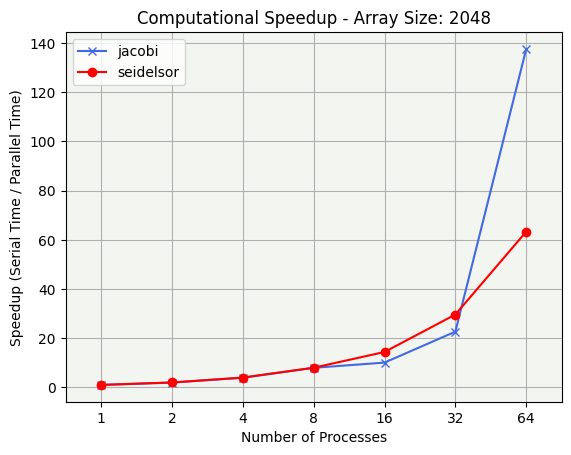 Computational Speedup - Array Size: 2048
jacobi
seidelsor
Speedup (Serial Time / Parallel Time)
140
120
100
80
60
40
20
0
1 2 4 8 16 32 64
Number of Processes